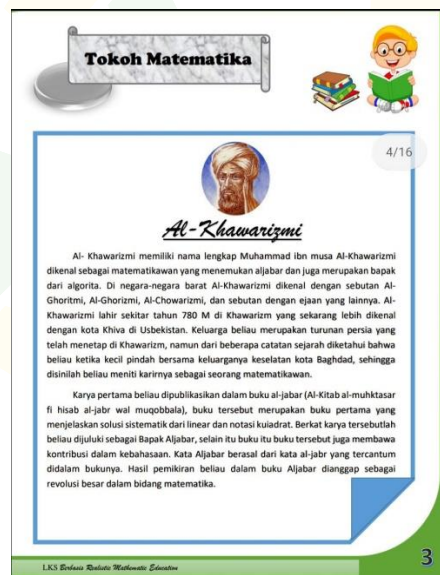 Tokoh Matematika
4/16
Al-Khawarizmi
Al- Khawarizmi memiliki nama lengkap Muhammad ibn musa Al-Khawarizmi
dikenal sebagai matematikawan yang menemukan aljabar dan juga merupakan bapak
dari algorita. Di negara-negara barat Al-Khawarizmi dikenal dengan sebutan Al-
Ghoritmi, Al-Ghorizmi, Al-Chowarizmi, dan sebutan dengan ejaan yang lainnya. Al-
Khawarizmi lahir sekitar tahun 780 M di Khawarizm yang sekarang lebih dikenal
dengan kota Khiva di Usbekistan. Keluarga beliau merupakan turunan persia yang
telah menetap di Khawarizm, namun dari beberapa catatan sejarah diketahui bahwa
beliau ketika kecil pindah bersama keluarganya keselatan kota Baghdad, sehingga
disinilah beliau meniti karirnya sebagai seorang matematikawan.
Karya pertama beliau dipublikasikan dalam buku al-jabar (Al-Kitab al-muhktasar
fi hisab al-jabr wal muqobbala), buku tersebut merupakan buku pertama yang
menjelaskan solusi sistematik dari linear dan notasi kuiadrat. Berkat karya tersebutlah
beliau dijuluki sebagai Bapak Aljabar, selain itu buku itu buku tersebut juga membawa
kontribusi dalam kebahasaan. Kata Aljabar berasal dari kata al-jabr yang tercantum
didalam bukunya. Hasil pemikiran beliau dalam buku Aljabar dianggap sebagai
revolusi besar dalam bidang matematika.
LKS Berbasis Realistic Mathematic Education
3